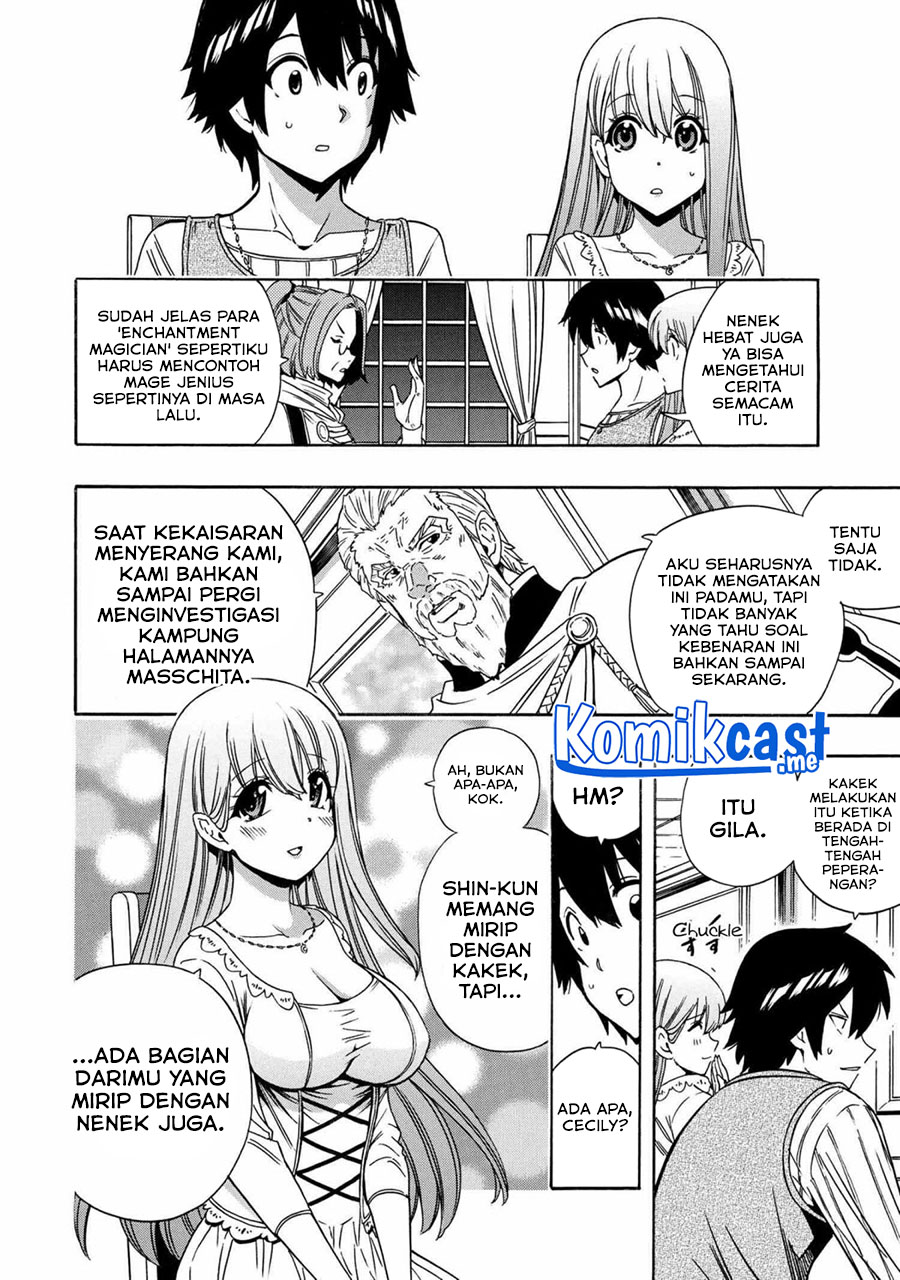 NENEK
HEBAT JUGA
YA BISA
MENGETAHUI
CERITA
SEMACAM
ITU.
SUDAH JELAS PARA
'ENCHANTMENT
MAGICIAN' SEPERTIKU
HARUS MENCONTOH
MAGE JENIUS
SEPERTINYA DI MASA
LALU.
TENTU
SAJA
TIDAK.
AKU SEHARUSNYA
TIDAK MENGATAKAN
INI PADAMU, TAPI
TIDAK BANYAK
YANG TAHU SOAL
KEBENARAN INI
BAHKAN SAMPAI
SEKARANG.
SAAT KEKAISARAN
MENYERANG KAMI,
KAMI BAHKAN
SAMPAI PERGI
MENGINVESTIGASI
KAMPUNG
HALAMANNYA
MASSCHITA.
Komikcast
.me
KAKEK
MELAKUKAN
ITU KETIKA
BERADA DI
TENGAH-
TENGAH
PEPERA-
NGAN?
ITU
GILA.
Chuckle
すす
HM?
ADA APA,
CECILY?
AH, BUKAN
APA-APA,
KOK.
SHIN-KUN
MEMANG
MIRIP
DENGAN
KAKEK,
TAPI...
...ADA BAGIAN
DARIMU YANG
MIRIP DENGAN
NENEK JUGA.